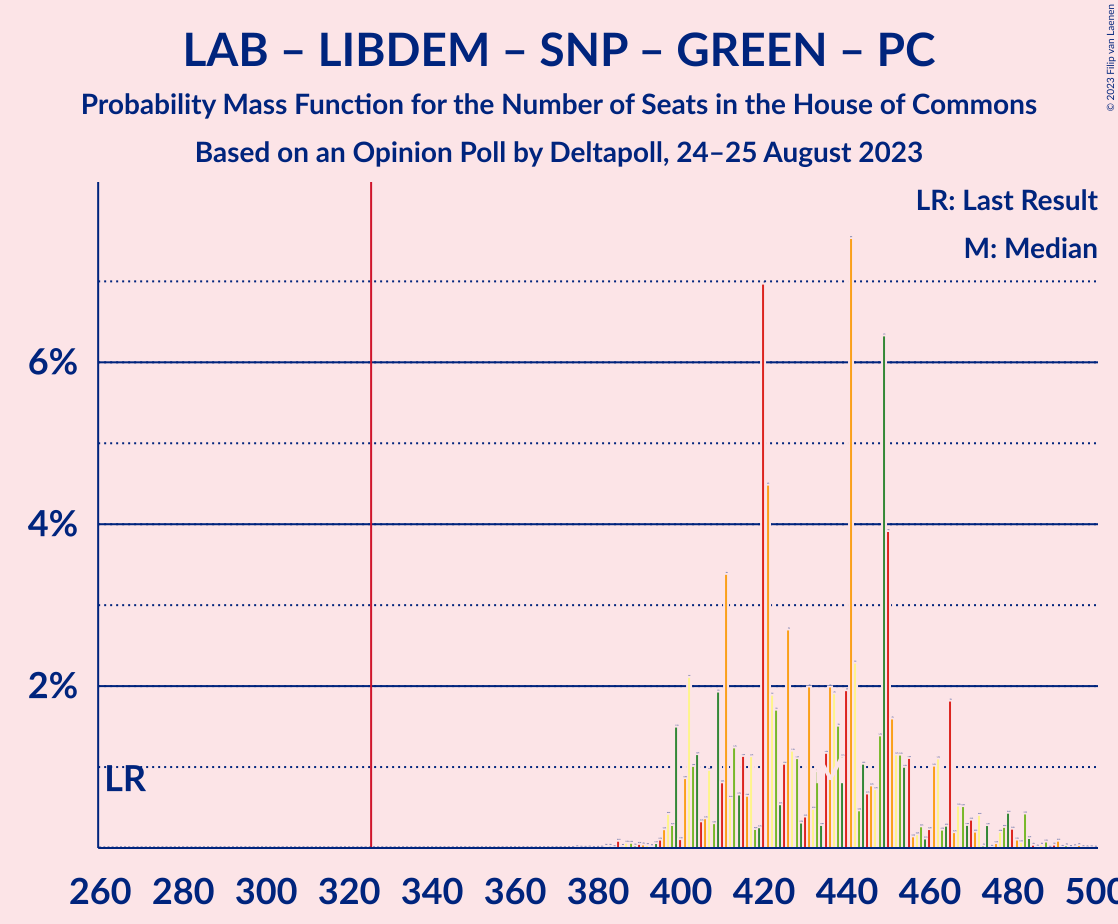 LAB – LIBDEM – SNP – GREEN – PC
Probability Mass Function for the Number of Seats in the House of Commons
Based on an Opinion Poll by Deltapoll, 24–25 August 2023
© 2023 Filip van Laenen
LR: Last Result
M: Median
6%
4%
2%
LR
260 280 300 320 340 360 380 400 420 440 460 480 500